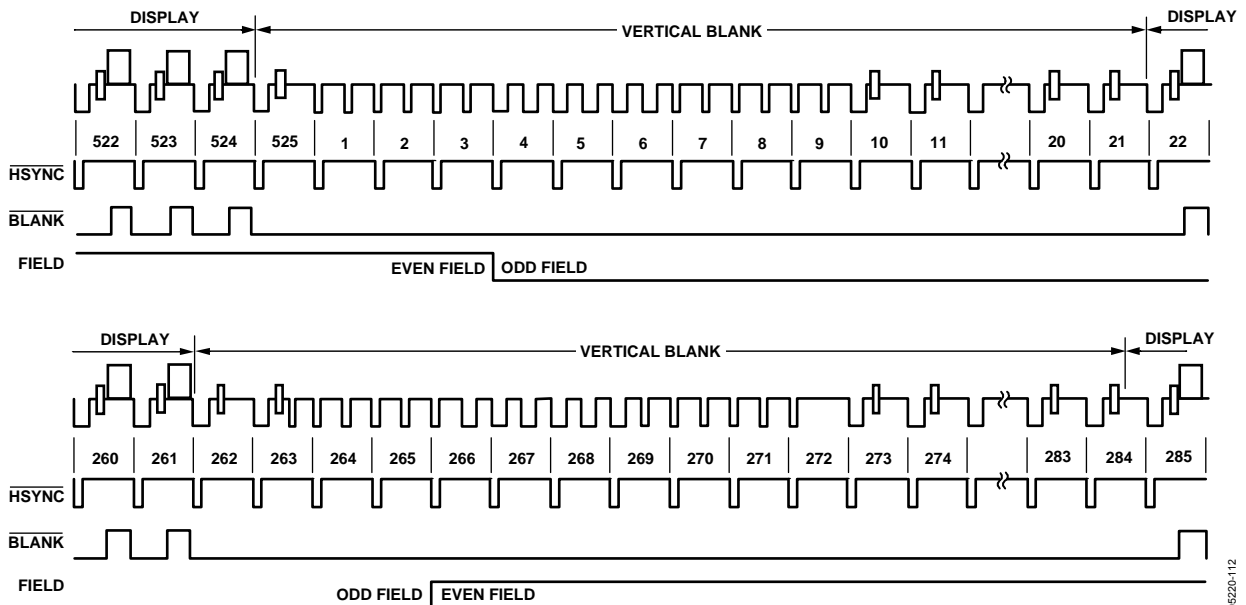 DISPLAY VERTICAL BLANK DISPLAY
522 523 524 525 1 2 3 4 5 6 7 8 9 10 11 20 21 22
HSYNC
BLANK
FIELD EVEN FIELD ODD FIELD
DISPLAY VERTICAL BLANK DISPLAY
260 261 262 263 264 265 266 267 268 269 270 271 272 273 274 283 284 285
HSYNC
BLANK
FIELD ODD FIELD EVEN FIELD